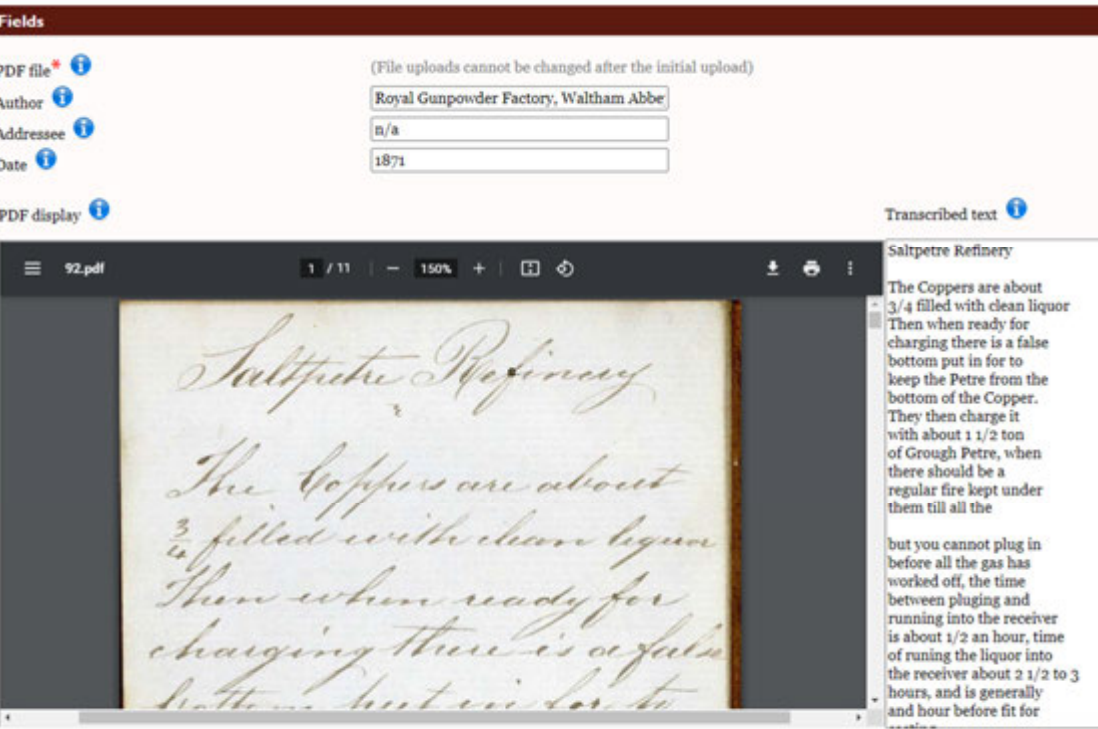 Fields
PDF file*
(File uploads cannot be changed after the initial upload)
Author
Royal Gunpowder Factory, Waltham Abbe
Addressee
n/a
Date
1871
PDF display
Transcribed text
92.pdf
1 / 11
150%
Saltpetre Refinery
The Coppers are about
3/4 filled with clean liquor
Then when ready for
charging there is a false
bottom put in for to
Saltpetre Refinery
The Coppers are about
3/4 filled with clean liquor
Then when ready for
charging there is a false
bottom put in for to
keep the Petre from the
bottom of the Copper.
They then charge it
with about 1 1/2 ton
of Grough Petre, when
there should be a
regular fire kept under
them till all the
but you cannot plug in
before all the gas has
worked off, the time
between pluging and
running into the receiver
is about 1/2 an hour, time
of runing the liquor into
the receiver about 2 1/2 to 3
hours, and is generally
and hour before fit for